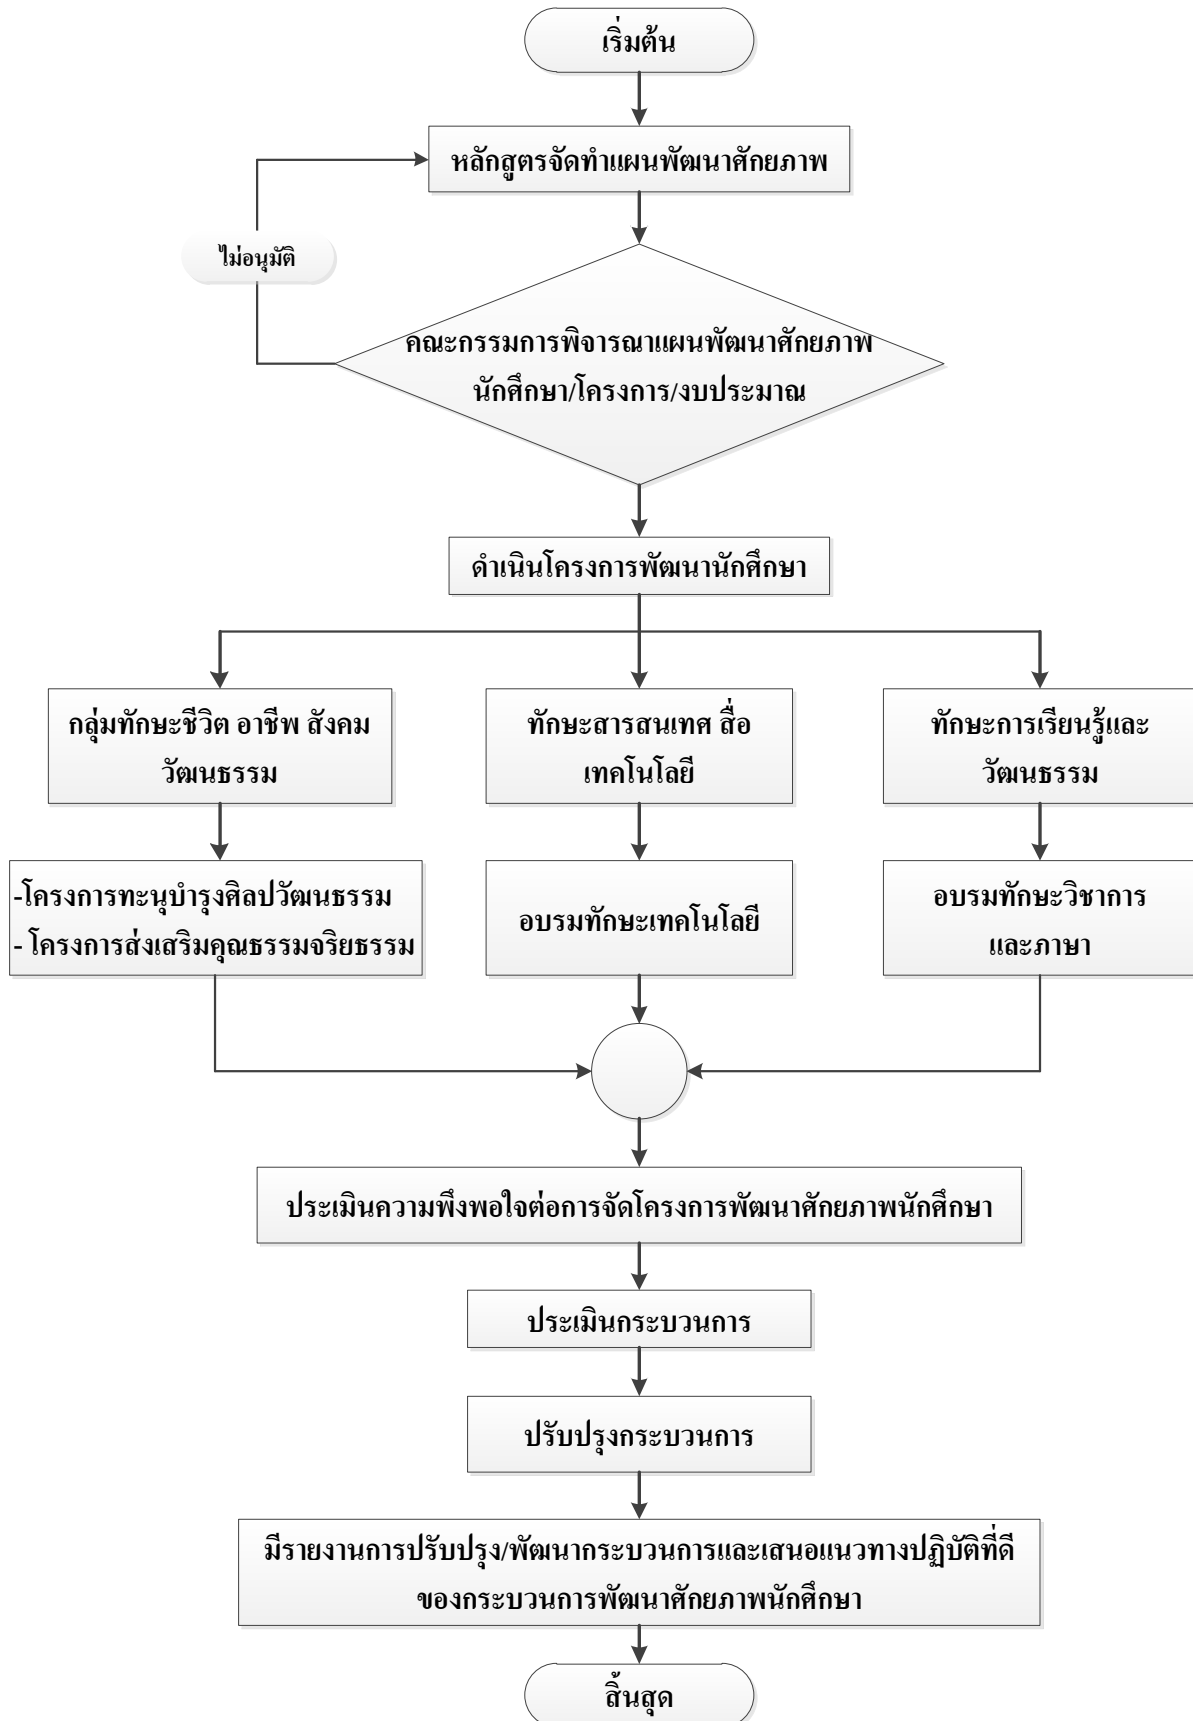 เริ่มต้น
หลักสูตรจัดทำแผนพัฒนาศักยภาพ
ไม่อนุมัติ
คณะกรรมการพิจารณาแผนพัฒนาศักยภาพ
นักศึกษา/โครงการ/งบประมาณ
ดำเนินโครงการพัฒนานักศึกษา
กลุ่มทักษะชีวิต อาชีพ สังคม
วัฒนธรรม
ทักษะสารสนเทศ สื่อ
เทคโนโลยี
ทักษะการเรียนรู้และ
วัฒนธรรม
-โครงการทะนุบำรุงศิลปวัฒนธรรม
- โครงการส่งเสริมคุณธรรมจริยธรรม
อบรมทักษะเทคโนโลยี
อบรมทักษะวิชาการ
และภาษา
ประเมินความพึงพอใจต่อการจัดโครงการพัฒนาศักยภาพนักศึกษา
ประเมินกระบวนการ
ปรับปรุงกระบวนการ
มีรายงานการปรับปรุง/พัฒนากระบวนการและเสนอแนวทางปฏิบัติที่ดี
ของกระบวนการพัฒนาศักยภาพนักศึกษา
สิ้นสุด